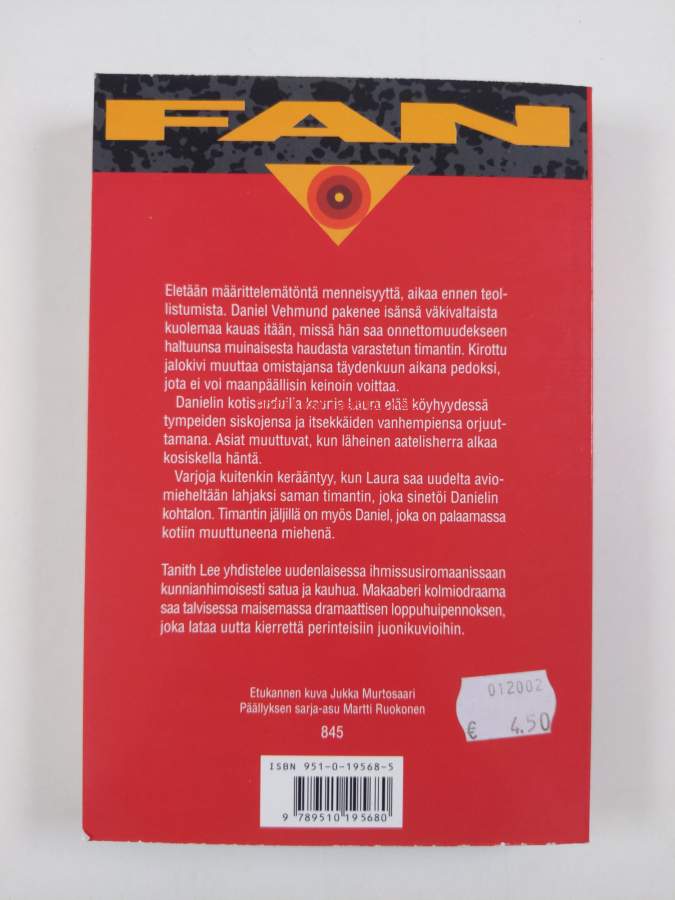 FAN
Eletään määrittelemätöntä menneisyyttä, aikaa ennen teol-
listumista. Daniel Vehmund pakenee isänsä väkivaltaista
kuolemaa kauas itään, missä hän saa onnettomuudekseen
haltuunsa muinaisesta haudasta varastetun timantin. Kirottu
jalokivi muuttaa omistajansa täydenkuun aikana pedoksi,
jota ei voi maanpäällisin keinoin voittaa.
Danielin kotiseuduilla kaunis Laura elää köyhyydessä
tympeiden siskojensa ja itsekkäiden vanhempiensa orjuut-
tamana. Asiat muuttuvat, kun läheinen aatelisherra alkaa
kosiskella häntä.
Varjoja kuitenkin kerääntyy, kun Laura saa uudelta avio-
mieheltään lahjaksi saman timantin, joka sinetöi Danielin
kohtalon. Timantin jäljillä on myös Daniel, joka on palaamassa
kotiin muuttuneena miehenä.
Tanith Lee yhdistelee uudenlaisessa ihmissusiromaanissaan
kunnianhimoisesti satua ja kauhua. Makaaberi kolmiodraama
saa talvisessa maisemassa dramaattisen loppuhuipennoksen,
joka lataa uutta kierrettä perinteisiin juonikuvioihin.
Etukannen kuva Jukka Murtosaari
Päällyksen sarja-asu Martti Ruokonen
845
012002
€ 4.50
ISBN 951-0-19568-5
9 789510 195680